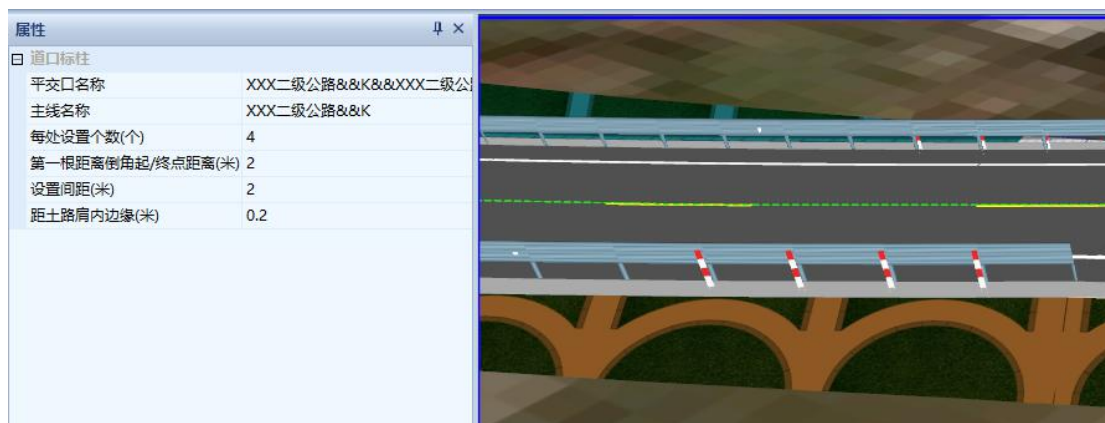 属性
道口标柱
平交口名称 XXX二级公路&&K&&XXX二级公
主线名称 XXX二级公路&&K
每处设置个数(个) 4
第一根距离倒角起/终点距离(米) 2
设置间距(米) 2
距土路肩内边缘(米) 0.2